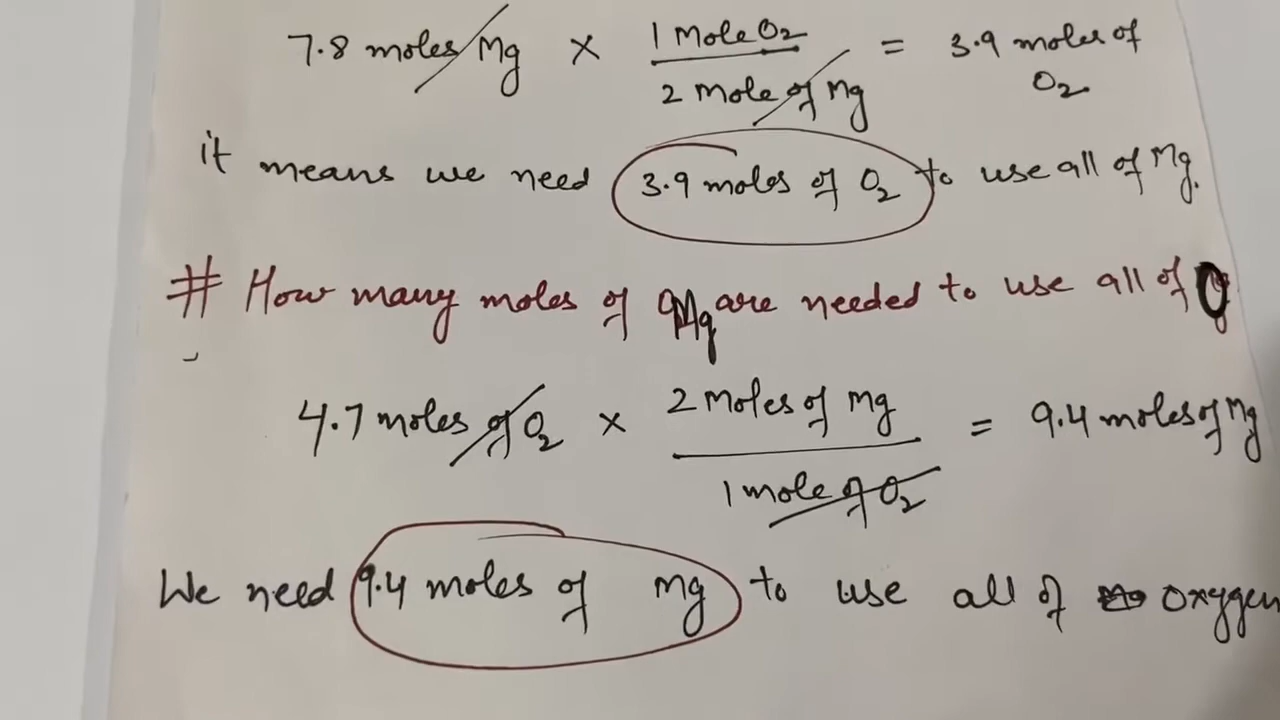 7.8 moles Mg × 1 Mole O2 / 2 mole of Mg = 3.9 moles of O2
it means we need 3.9 moles of O2 to use all of Mg.
# How many moles of Mg are needed to use all of O
4.7 moles of O2 × 2 Moles of Mg / 1 mole of O2 = 9.4 moles of Mg
We need 9.4 moles of Mg to use all of oxygen